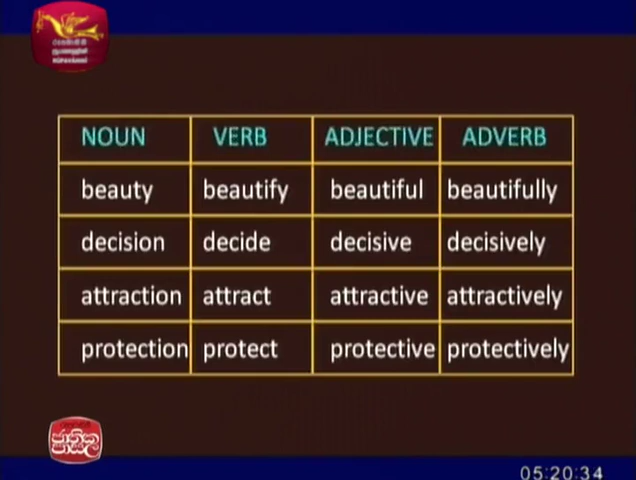 NOUN VERB ADJECTIVE ADVERB
beauty beautify beautiful beautifully
decision decide decisive decisively
attraction attract attractive attractively
protection protect protective protectively
ජාතික
පාසල
05:20:34